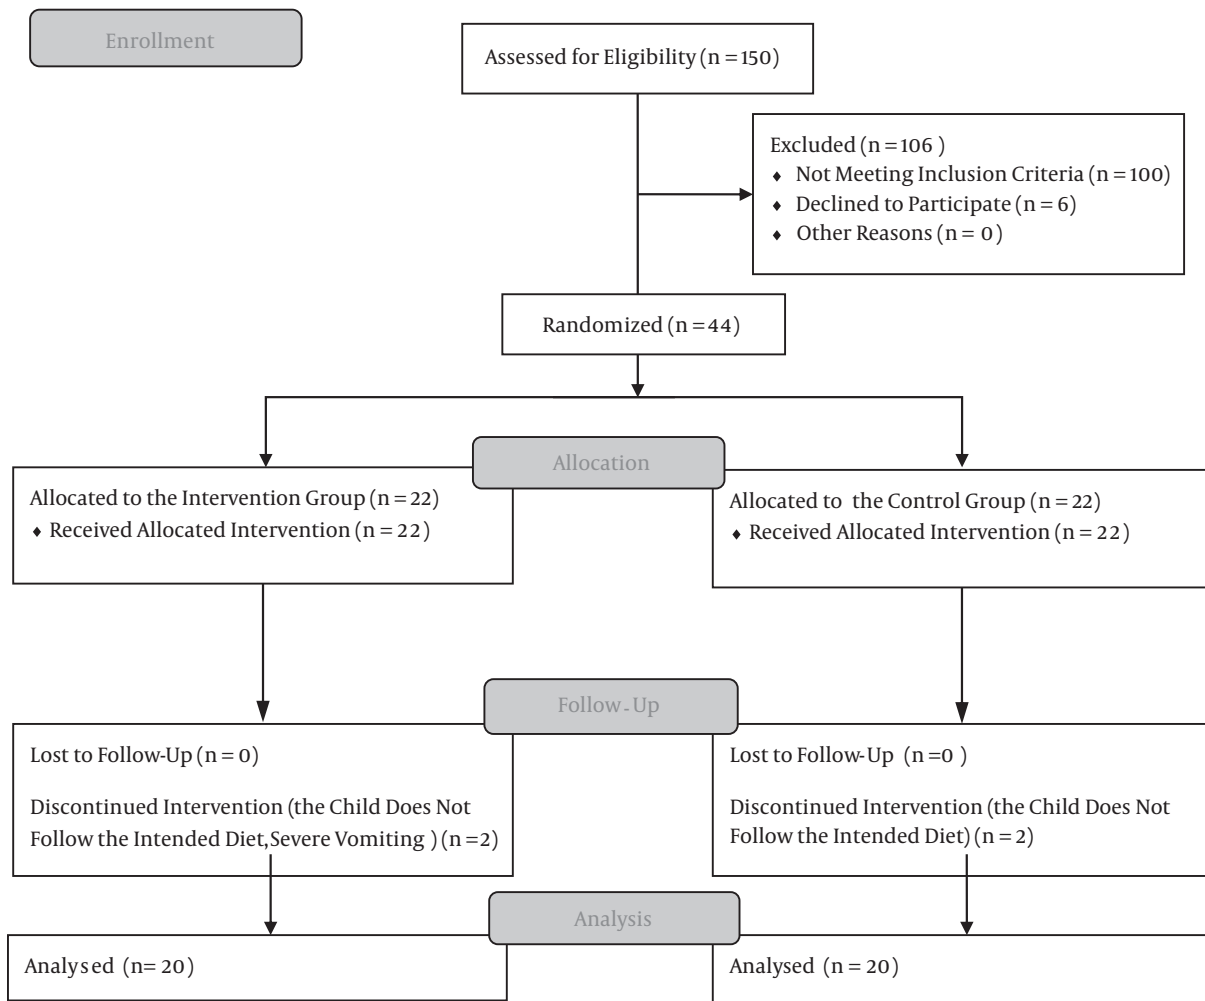 Enrollment
Assessed for Eligibility (n = 150)
Excluded (n = 106 )
♦ Not Meeting Inclusion Criteria (n = 100)
♦ Declined to Participate (n = 6)
♦ Other Reasons (n = 0)
Randomized (n = 44)
Allocation
Allocated to the Intervention Group (n = 22)
♦ Received Allocated Intervention (n = 22)
Allocated to the Control Group (n = 22)
♦ Received Allocated Intervention (n = 22)
Follow-Up
Lost to Follow-Up (n = 0)
Discontinued Intervention (the Child Does Not
Follow the Intended Diet,Severe Vomiting ) (n =2)
Lost to Follow-Up (n =0 )
Discontinued Intervention (the Child Does Not
Follow the Intended Diet) (n = 2)
Analysis
Analysed (n= 20)
Analysed (n = 20)